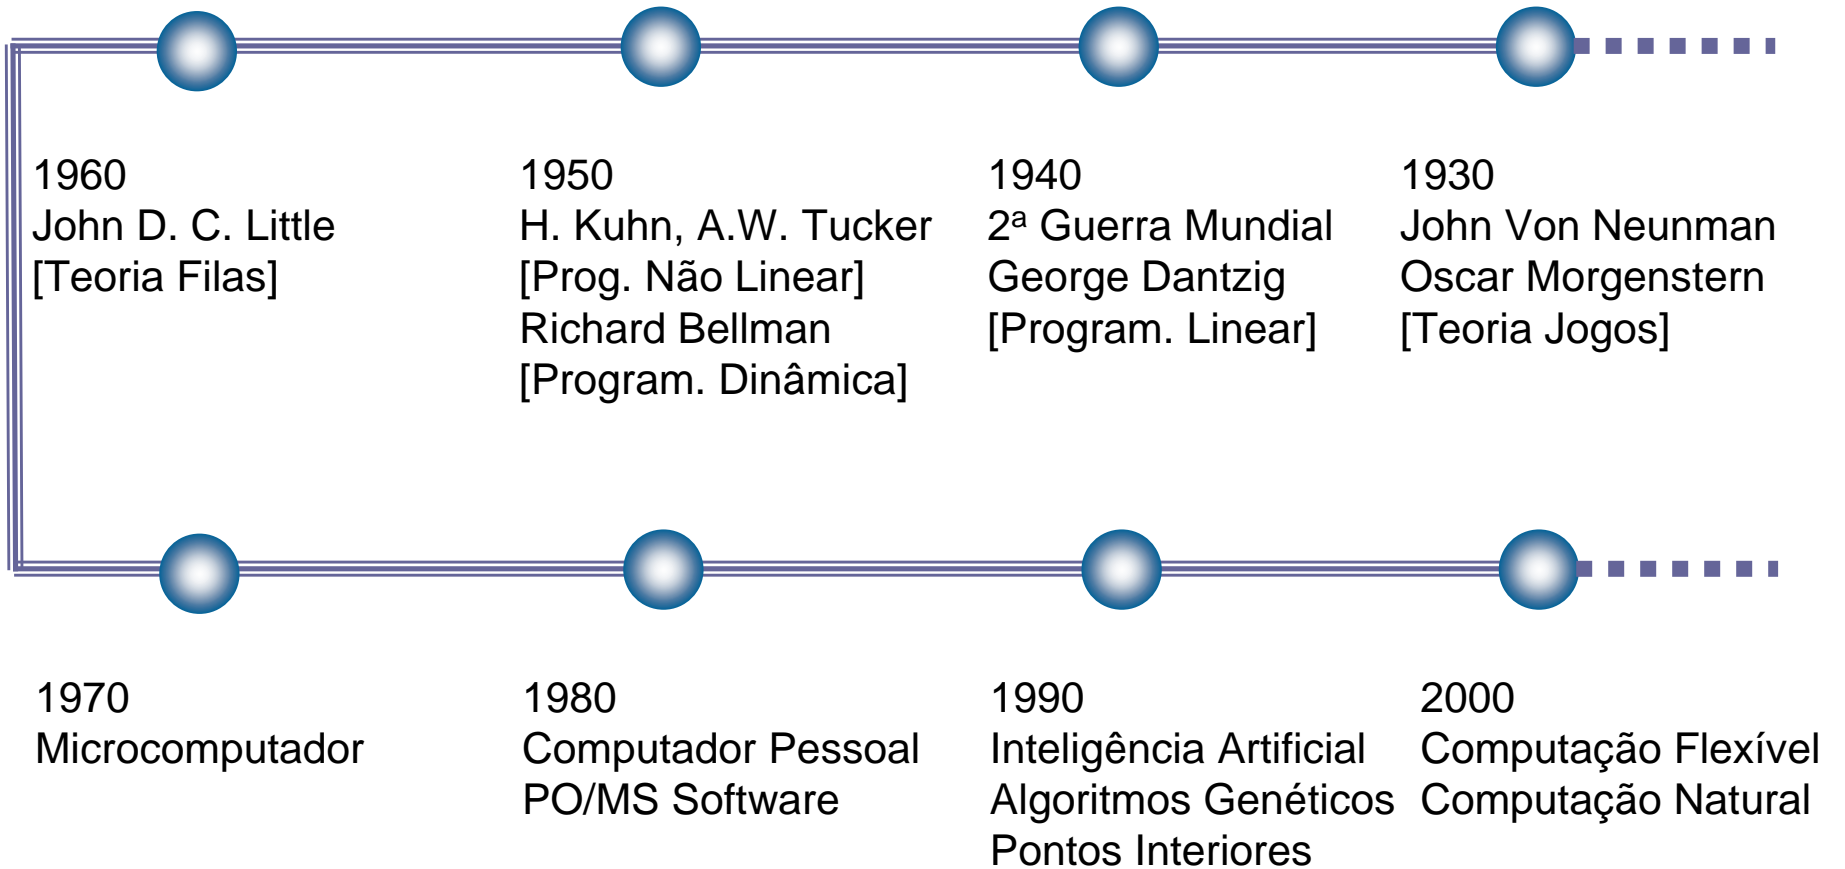 1960
John D. C. Little
[Teoria Filas]
1950
H. Kuhn, A.W. Tucker
[Prog. Não Linear]
Richard Bellman
[Program. Dinâmica]
1940
2ª Guerra Mundial
George Dantzig
[Program. Linear]
1930
John Von Neunman
Oscar Morgenstern
[Teoria Jogos]
1970
Microcomputador
1980
Computador Pessoal
PO/MS Software
1990
Inteligência Artificial
Algoritmos Genéticos
Pontos Interiores
2000
Computação Flexível
Computação Natural